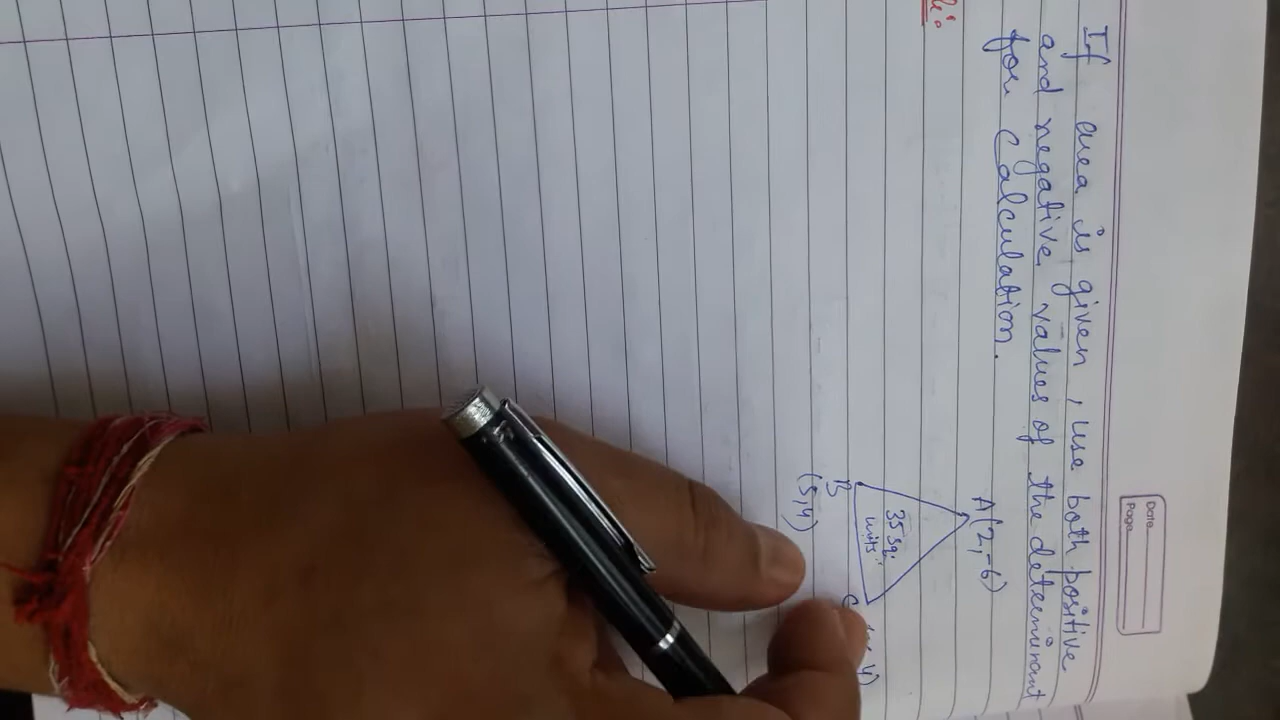 Date
Page
If area is given, use both positive
and negative values of the determinant
for calculation.
A(2,-6)
35 sq.
units
B
(5,4)
C
4)